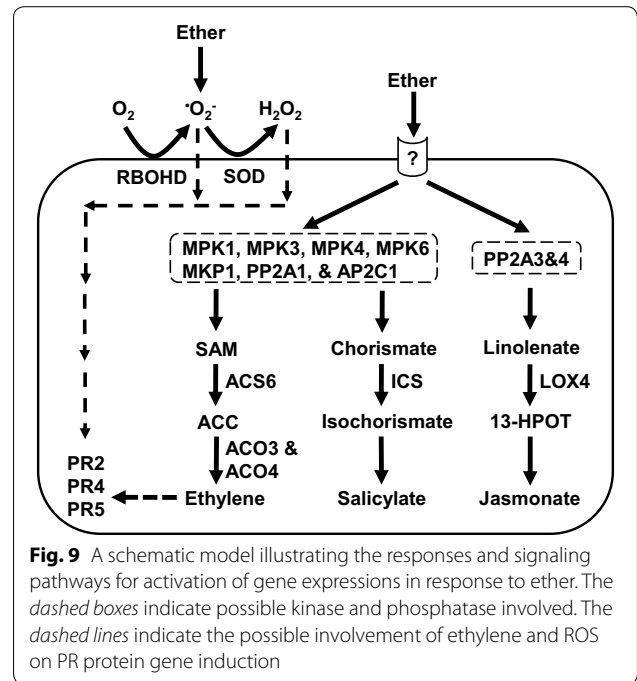 Ether
Ether
O₂ •O₂⁻ H₂O₂
?
RBOHD SOD
MPK1, MPK3, MPK4, MPK6
MKP1, PP2A1, & AP2C1
PP2A3&4
SAM Chorismate Linolenate
ACS6 ICS LOX4
ACC Isochorismate 13-HPOT
ACO3 &
ACO4
PR2
PR4
PR5
Ethylene Salicylate Jasmonate
Fig. 9 A schematic model illustrating the responses and signaling
pathways for activation of gene expressions in response to ether. The
dashed boxes indicate possible kinase and phosphatase involved. The
dashed lines indicate the possible involvement of ethylene and ROS
on PR protein gene induction